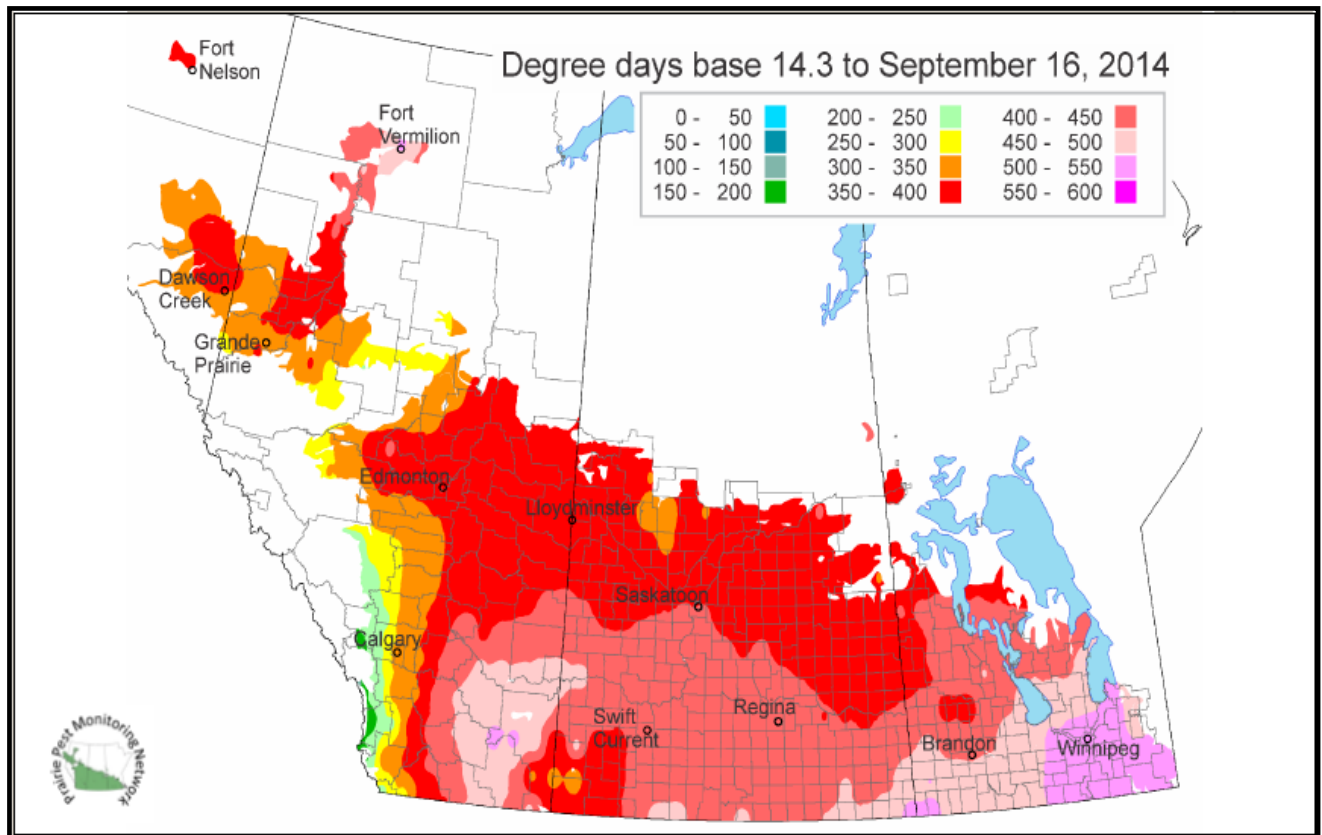 Degree days base 14.3 to September 16, 2014
0 - 50
50 - 100
100 - 150
150 - 200
200 - 250
250 - 300
300 - 350
350 - 400
400 - 450
450 - 500
500 - 550
550 - 600
Fort
Nelson
Fort
Vermilion
Dawson
Creek
Grande
Prairie
Edmonton
Lloydminster
Saskatoon
Calgary
Swift
Current
Regina
Brandon
Winnipeg
Prairie Pest Monitoring Network